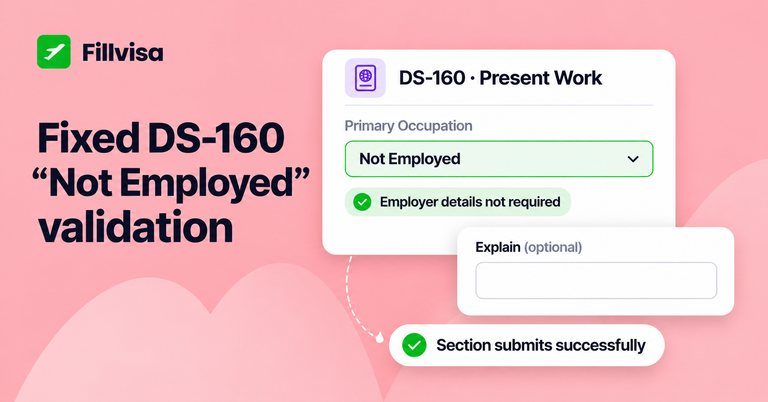 Fillvisa
Fixed DS-160
“Not Employed”
validation
DS-160 · Present Work
Primary Occupation
Not Employed
Employer details not required
Explain (optional)
Section submits successfully